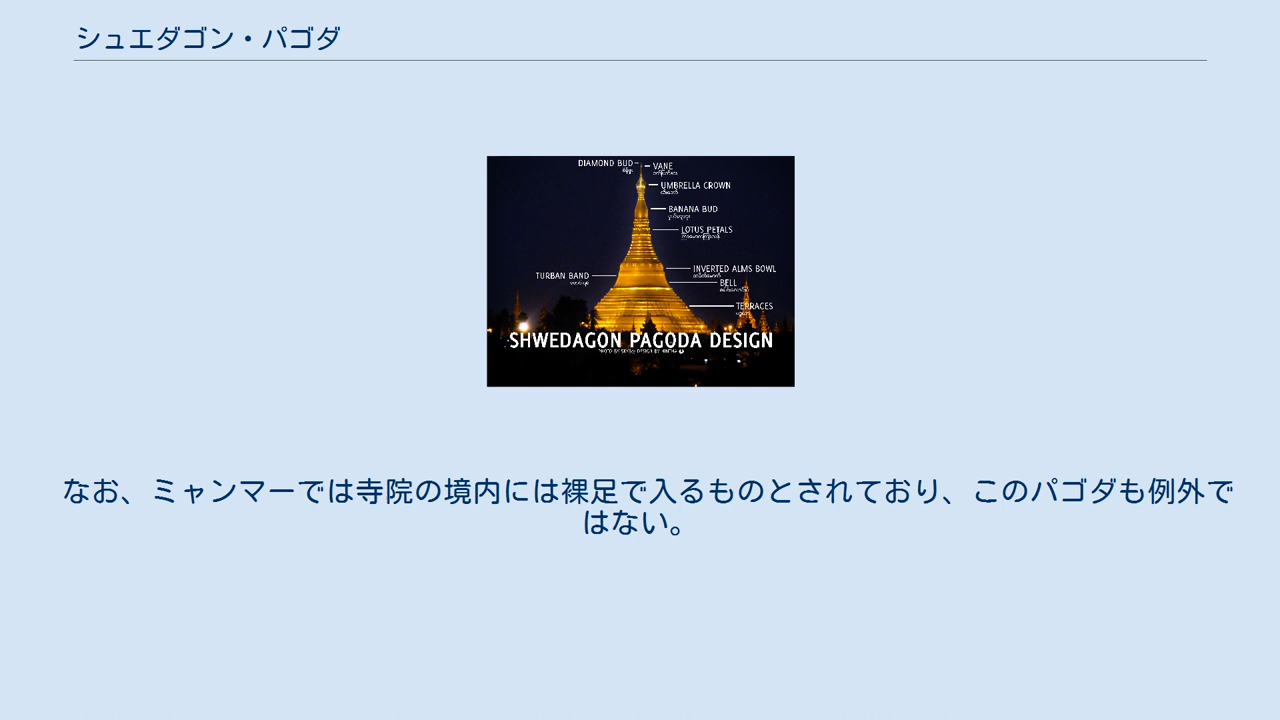 シュエダゴン・パゴダ
DIAMOND BUD
VANE
UMBRELLA CROWN
BANANA BUD
LOTUS PETALS
INVERTED ALMS BOWL
TURBAN BAND
BELL
TERRACES
SHWEDAGON PAGODA DESIGN
なお、ミャンマーでは寺院の境内には裸足で入るものとされており、このパゴダも例外で
はない。